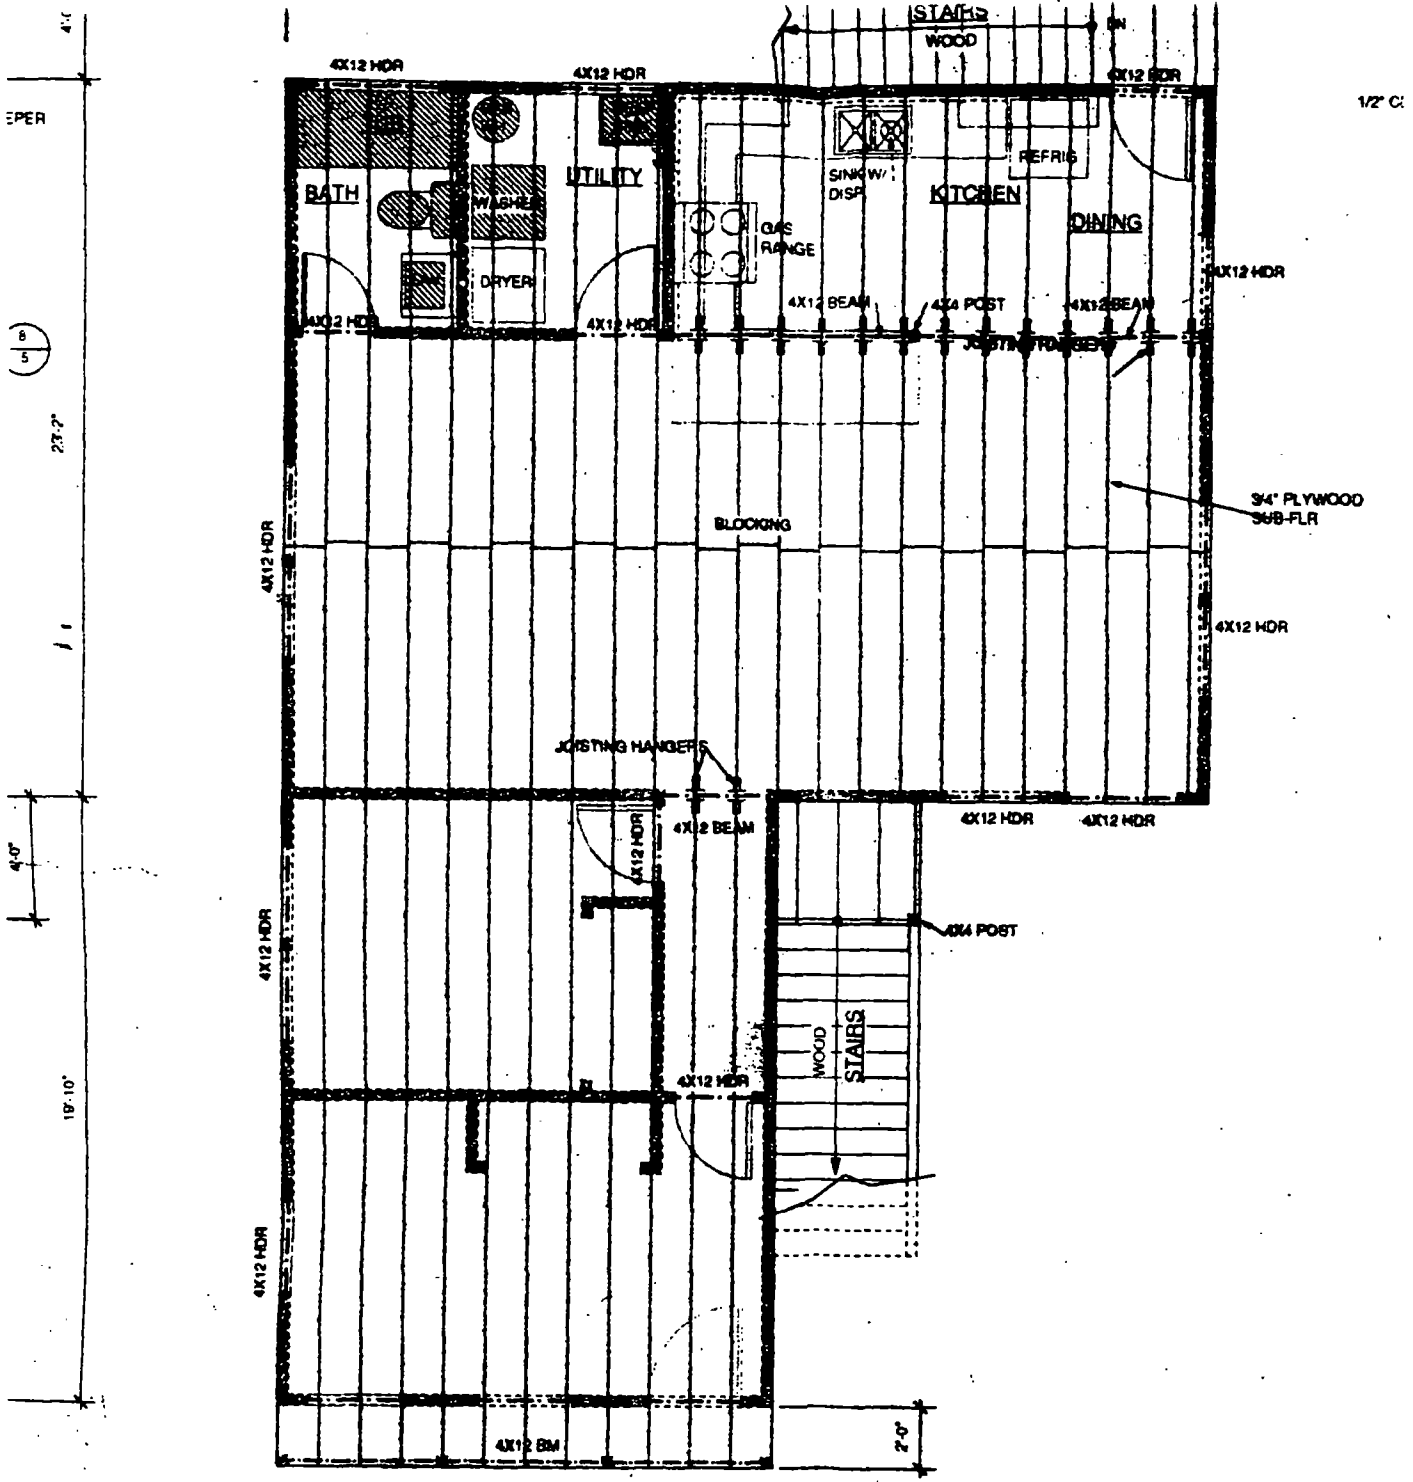 STAIRS
WOOD
DN
4X12 HDR
4X12 HDR
4X12 HDR
1/2"
EPER
REFRIG
UTILITY
SINK W/
DISP.
BATH
KITCHEN
WASHER
DINING
GAS
RANGE
4X12 HDR
DRYER
4X12 BEAM
4X4 POST
4X12 BEAM
4X12 HDR
4X12 HDR
8
5
23'-2"
3/4" PLYWOOD
SUB-FLR
BLOCKING
4X12 HDR
4X12 HDR
JOISTING HANGERS
4X12 HDR
4X12 HDR
4X12 BEAM
4X12 HDR
4'-0"
4X12 HDR
4X4 POST
WOOD
STAIRS
4X12 HDR
19'-10"
4X12 HDR
2'-0"
4X12 BM